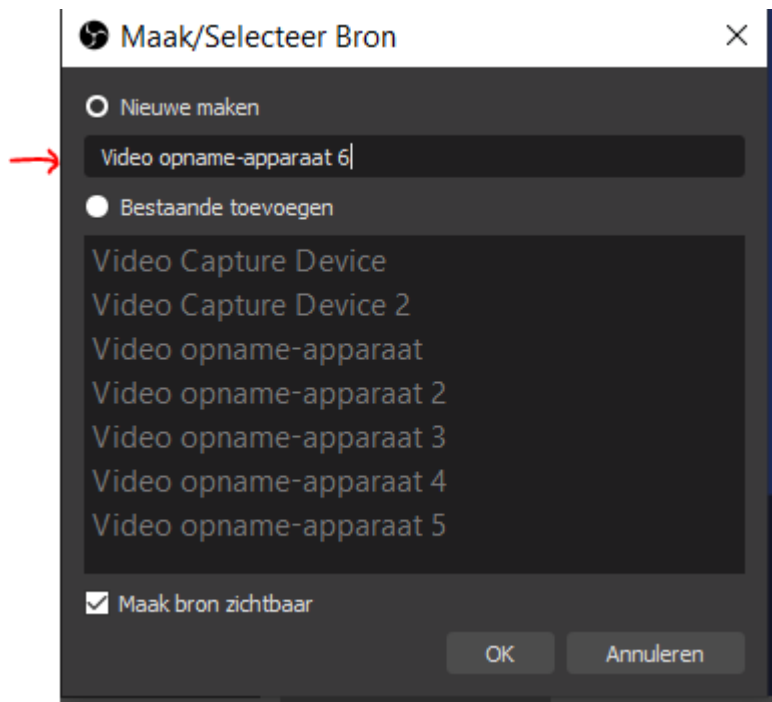 Maak/Selecteer Bron
Nieuwe maken
Video opname-apparaat 6
Bestaande toevoegen
Video Capture Device
Video Capture Device 2
Video opname-apparaat
Video opname-apparaat 2
Video opname-apparaat 3
Video opname-apparaat 4
Video opname-apparaat 5
Maak bron zichtbaar
OK Annuleren